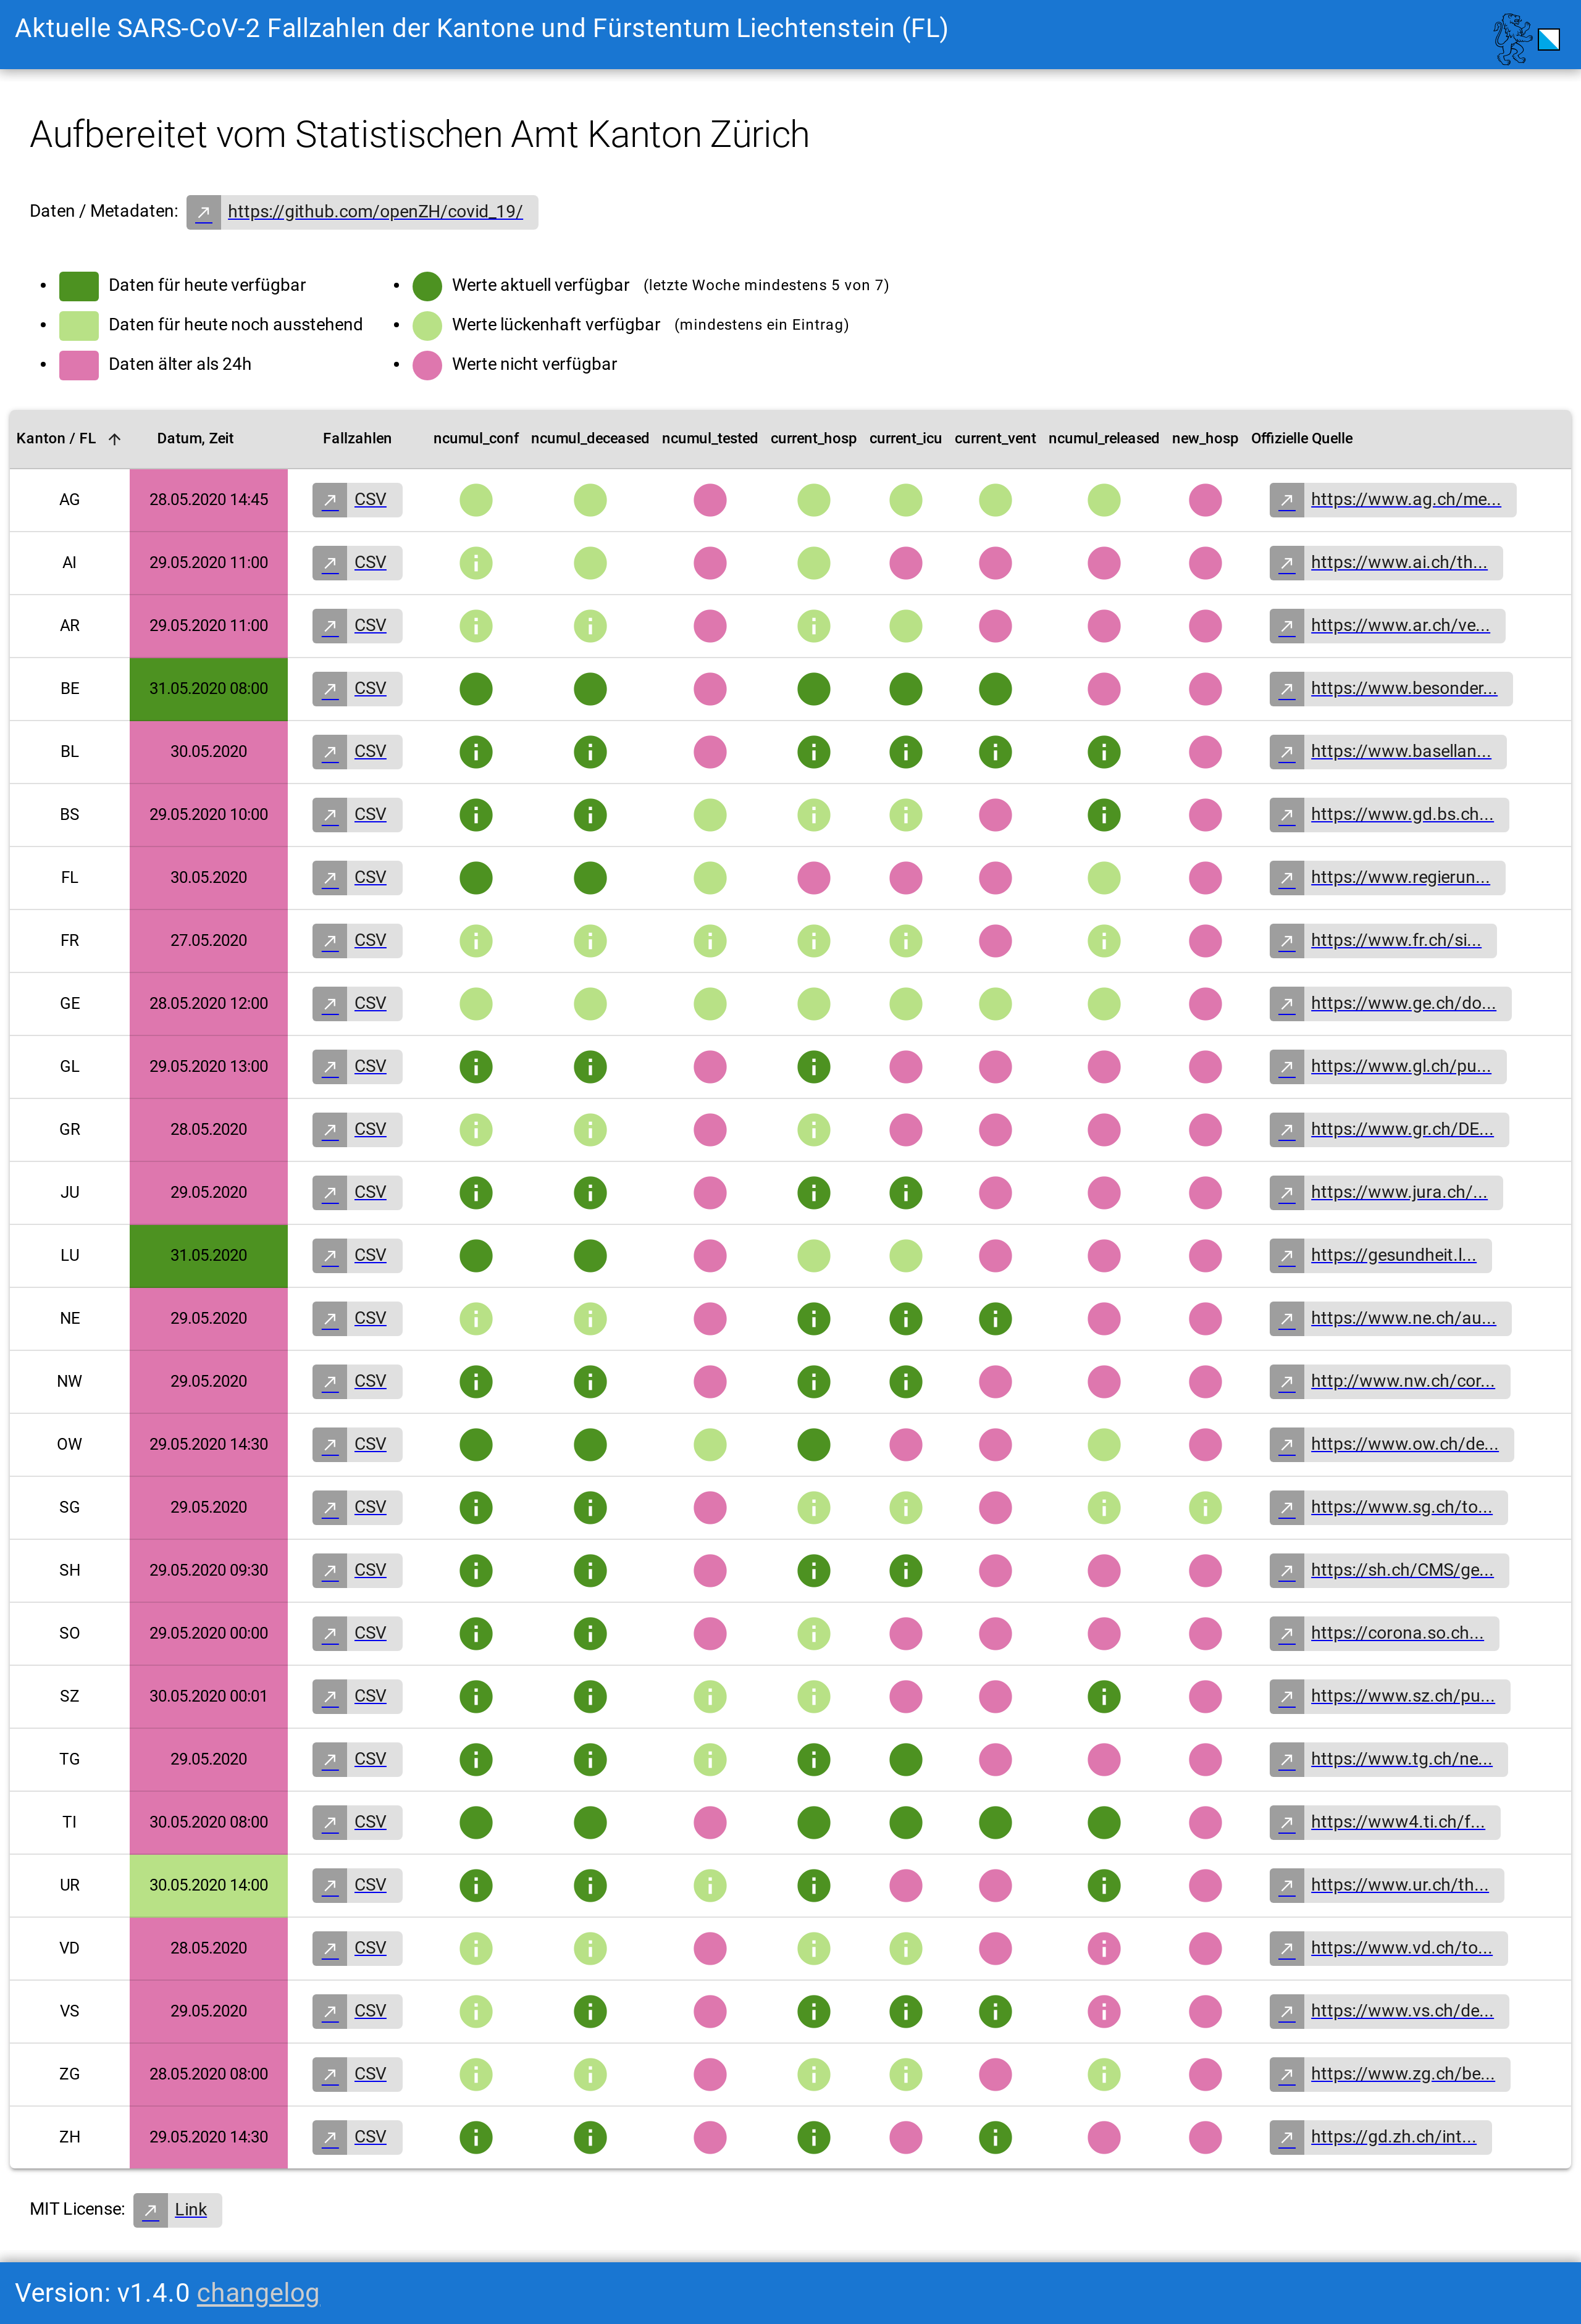 Aktuelle SARS-CoV-2 Fallzahlen der Kantone und Fürstentum Liechtenstein (FL)
Aufbereitet vom Statistischen Amt Kanton Zürich
Daten / Metadaten: https://github.com/openZH/covid_19/
Daten für heute verfügbar Werte aktuell verfügbar (letzte Woche mindestens 5 von 7)
Daten für heute noch ausstehend Werte lückenhaft verfügbar (mindestens ein Eintrag)
Daten älter als 24h Werte nicht verfügbar
Kanton / FL Datum, Zeit Fallzahlen ncumul_conf ncumul_deceased ncumul_tested current_hosp current_icu current_vent ncumul_released new_hosp Offizielle Quelle
AG 28.05.2020 14:45 CSV https://www.ag.ch/me...
AI 29.05.2020 11:00 CSV https://www.ai.ch/th...
AR 29.05.2020 11:00 CSV https://www.ar.ch/ve...
BE 31.05.2020 08:00 CSV https://www.besonder...
BL 30.05.2020 CSV https://www.basellan...
BS 29.05.2020 10:00 CSV https://www.gd.bs.ch...
FL 30.05.2020 CSV https://www.regierun...
FR 27.05.2020 CSV https://www.fr.ch/si...
GE 28.05.2020 12:00 CSV https://www.ge.ch/do...
GL 29.05.2020 13:00 CSV https://www.gl.ch/pu...
GR 28.05.2020 CSV https://www.gr.ch/DE...
JU 29.05.2020 CSV https://www.jura.ch/...
LU 31.05.2020 CSV https://gesundheit.l...
NE 29.05.2020 CSV https://www.ne.ch/au...
NW 29.05.2020 CSV http://www.nw.ch/cor...
OW 29.05.2020 14:30 CSV https://www.ow.ch/de...
SG 29.05.2020 CSV https://www.sg.ch/to...
SH 29.05.2020 09:30 CSV https://sh.ch/CMS/ge...
SO 29.05.2020 00:00 CSV https://corona.so.ch...
SZ 30.05.2020 00:01 CSV https://www.sz.ch/pu...
TG 29.05.2020 CSV https://www.tg.ch/ne...
TI 30.05.2020 08:00 CSV https://www4.ti.ch/f...
UR 30.05.2020 14:00 CSV https://www.ur.ch/th...
VD 28.05.2020 CSV https://www.vd.ch/to...
VS 29.05.2020 CSV https://www.vs.ch/de...
ZG 28.05.2020 08:00 CSV https://www.zg.ch/be...
ZH 29.05.2020 14:30 CSV https://gd.zh.ch/int...
MIT License: Link
Version: v1.4.0 changelog